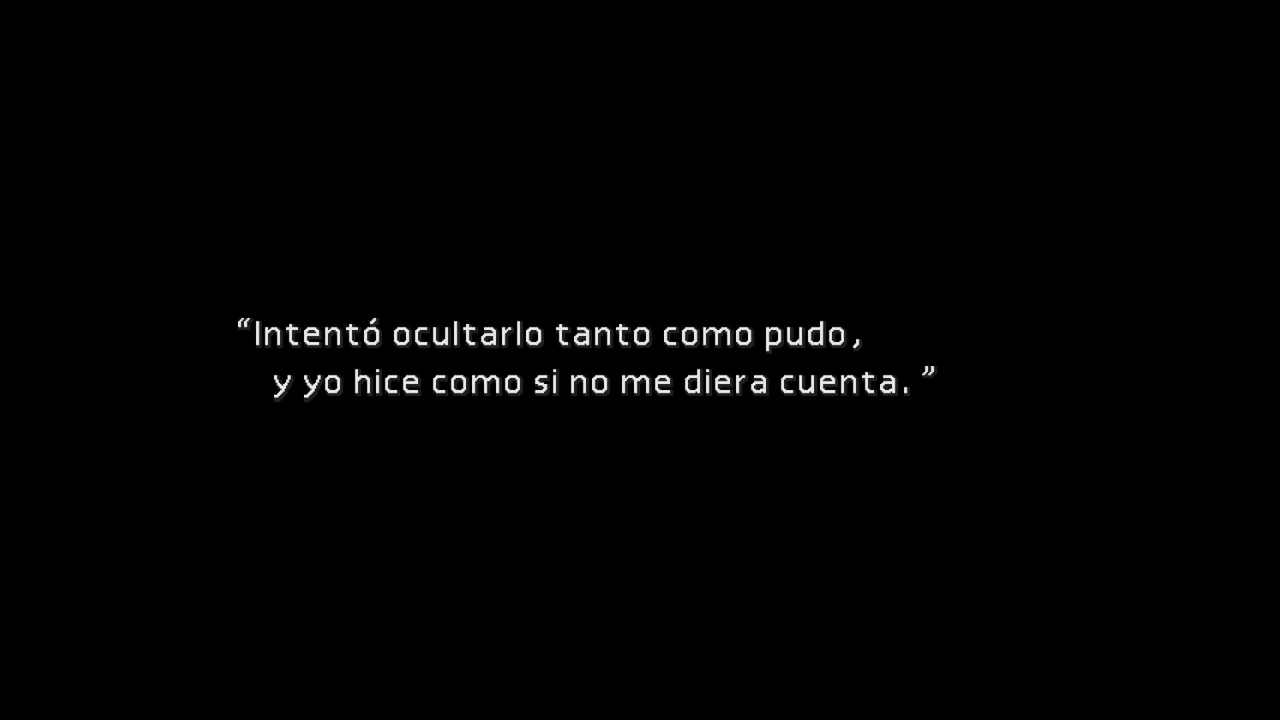 “Intentó ocultarlo tanto como pudo,
y yo hice como si no me diera cuenta. ”